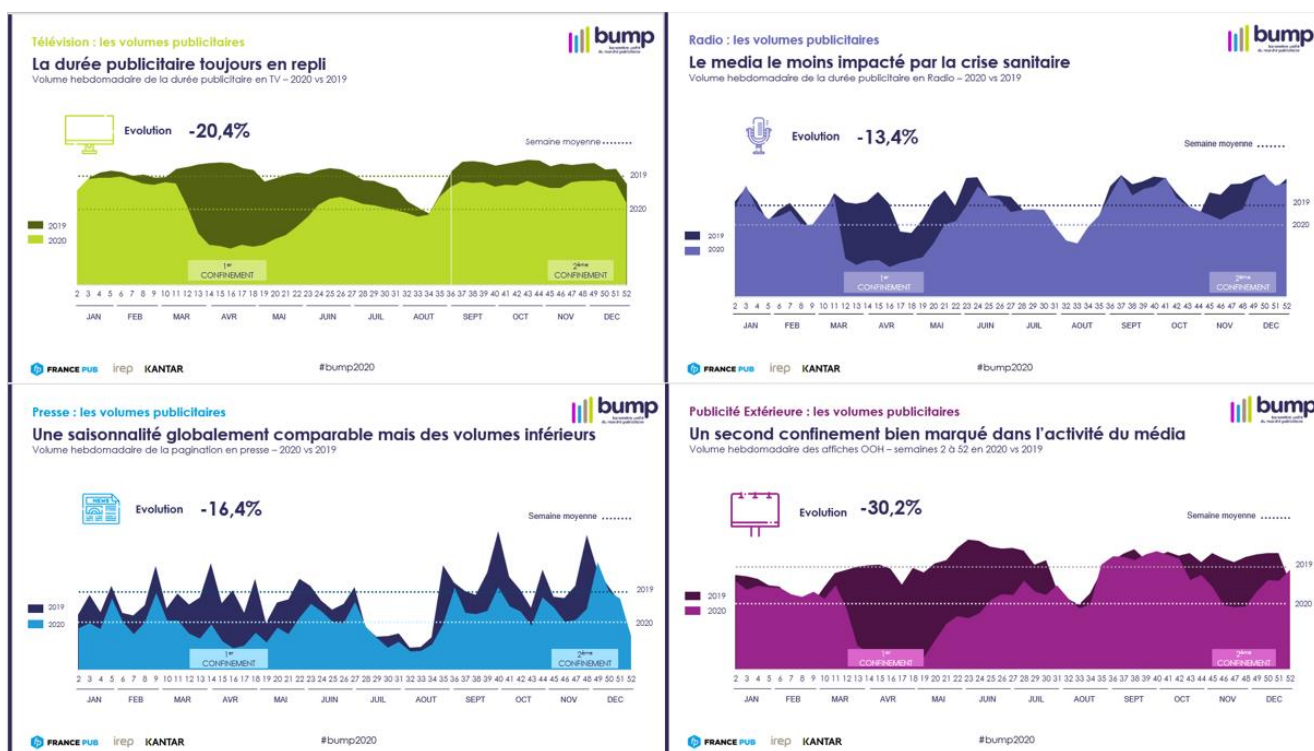 Télévision : les volumes publicitaires
bump
baromètre unifié
du marché publicitaire
La durée publicitaire toujours en repli
Volume hebdomadaire de la durée publicitaire en TV – 2020 vs 2019
Evolution -20,4%
Semaine moyenne
2019
2020
2019
2020
1er
CONFINEMENT
2ème
CONFINEMENT
2 3 4 5 6 7 8 9 10 11 12 13 14 15 16 17 18 19 20 21 22 23 24 25 26 27 28 29 30 31 32 33 34 35 36 37 38 39 40 41 42 43 44 45 46 47 48 49 50 51 52
JAN FEB MAR AVR MAI JUIN JUIL AOUT SEPT OCT NOV DEC
FRANCE PUB irep KANTAR #bump2020
Radio : les volumes publicitaires
bump
baromètre unifié
du marché publicitaire
Le media le moins impacté par la crise sanitaire
Volume hebdomadaire de la durée publicitaire en Radio – 2020 vs 2019
Evolution -13,4%
Semaine moyenne
2019
2020
2019
2020
1er
CONFINEMENT
2ème
CONFINEMENT
2 3 4 5 6 7 8 9 10 11 12 13 14 15 16 17 18 19 20 21 22 23 24 25 26 27 28 29 30 31 32 33 34 35 36 37 38 39 40 41 42 43 44 45 46 47 48 49 50 51 52
JAN FEB MAR AVR MAI JUIN JUIL AOUT SEPT OCT NOV DEC
FRANCE PUB irep KANTAR #bump2020
Presse : les volumes publicitaires
bump
baromètre unifié
du marché publicitaire
Une saisonnalité globalement comparable mais des volumes inférieurs
Volume hebdomadaire de la pagination en presse – 2020 vs 2019
NEWS
Evolution -16,4%
Semaine moyenne
2019
2020
2019
2020
1er
CONFINEMENT
2ème
CONFINEMENT
2 3 4 5 6 7 8 9 10 11 12 13 14 15 16 17 18 19 20 21 22 23 24 25 26 27 28 29 30 31 32 33 34 35 36 37 38 39 40 41 42 43 44 45 46 47 48 49 50 51 52
JAN FEB MAR AVR MAI JUIN JUIL AOUT SEPT OCT NOV DEC
FRANCE PUB irep KANTAR #bump2020
Publicité Extérieure : les volumes publicitaires
bump
baromètre unifié
du marché publicitaire
Un second confinement bien marqué dans l'activité du média
Volume hebdomadaire des affiches OOH – semaines 2 à 52 en 2020 vs 2019
Evolution -30,2%
Semaine moyenne
2019
2020
2019
2020
1er
CONFINEMENT
2ème
CONFINEMENT
2 3 4 5 6 7 8 9 10 11 12 13 14 15 16 17 18 19 20 21 22 23 24 25 26 27 28 29 30 31 32 33 34 35 36 37 38 39 40 41 42 43 44 45 46 47 48 49 50 51 52
JAN FEB MAR AVR MAI JUIN JUIL AOUT SEPT OCT NOV DEC
FRANCE PUB irep KANTAR #bump2020